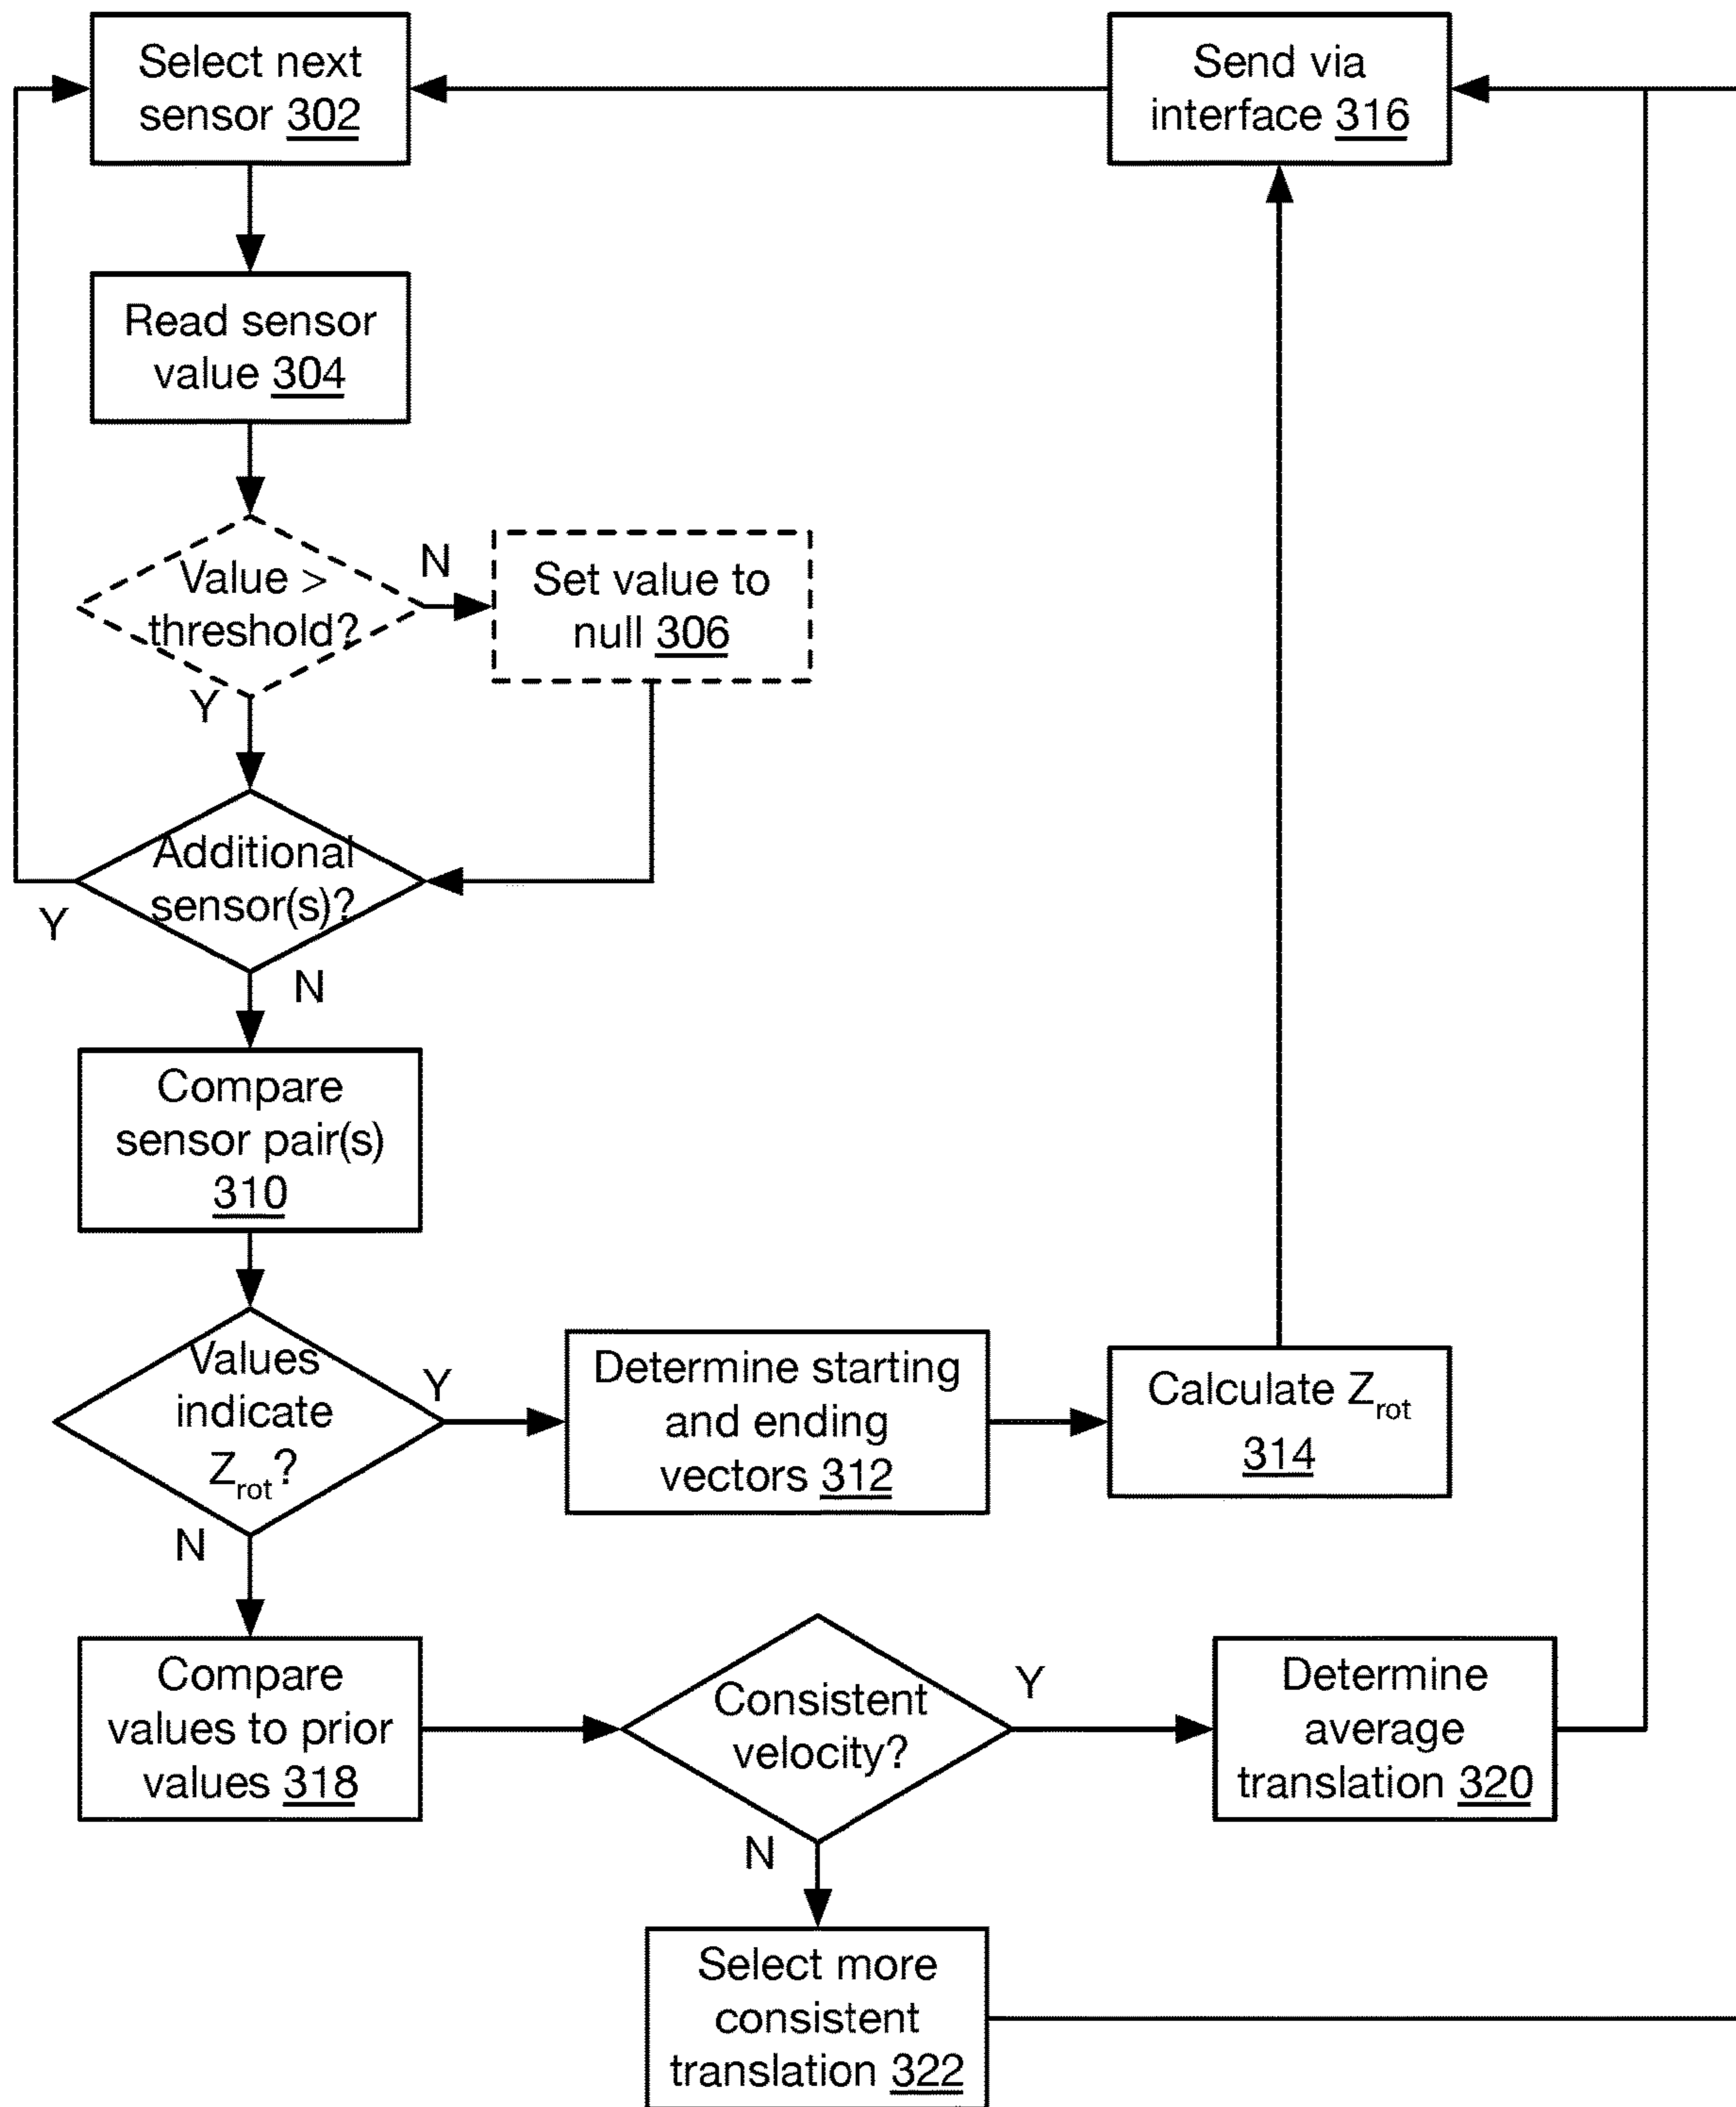 Select next
sensor 302
Send via
interface 316
Read sensor
value 304
Value >
threshold?
N
Set value to
null 306
Y
Additional
sensor(s)?
Y
N
Compare
sensor pair(s)
310
Values
indicate
Zrot?
Y
Determine starting
and ending
vectors 312
Calculate Zrot
314
N
Compare
values to prior
values 318
Consistent
velocity?
Y
Determine
average
translation 320
N
Select more
consistent
translation 322